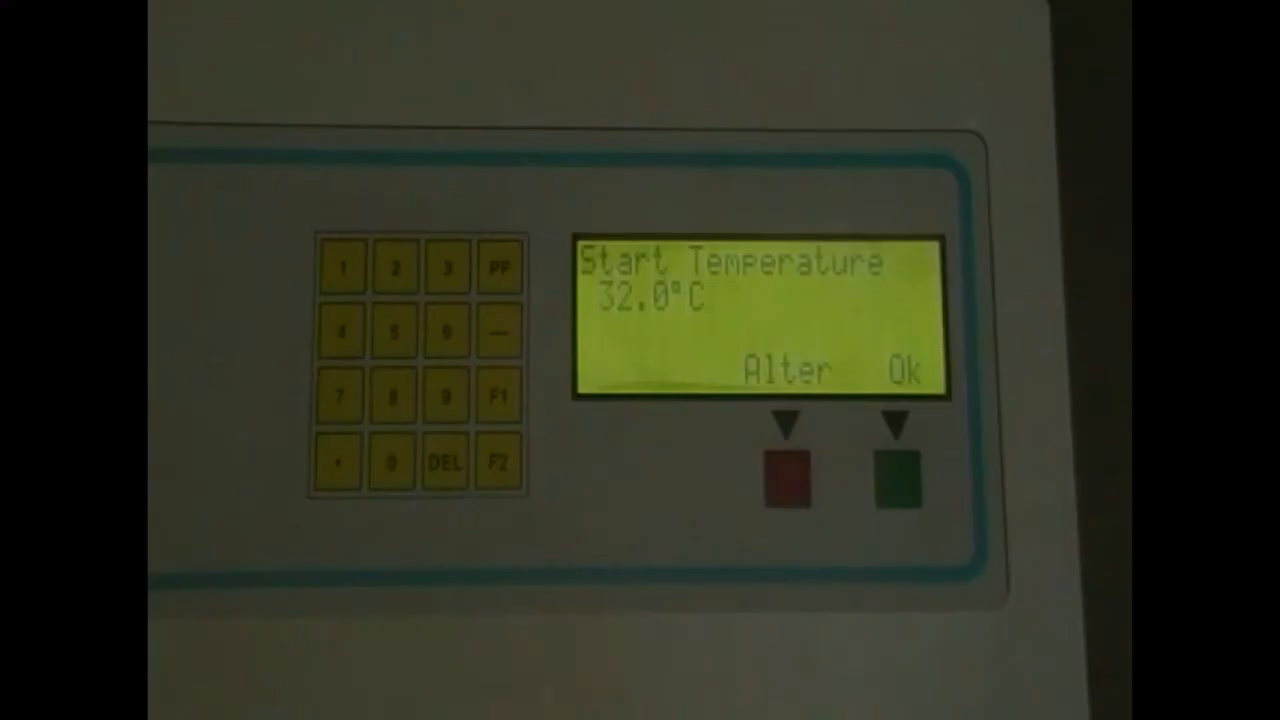 Start Temperature
32.0°C
Alter Ok
1 2 3 PP
4 5 6 —
7 8 9 F1
• 0 DEL F2